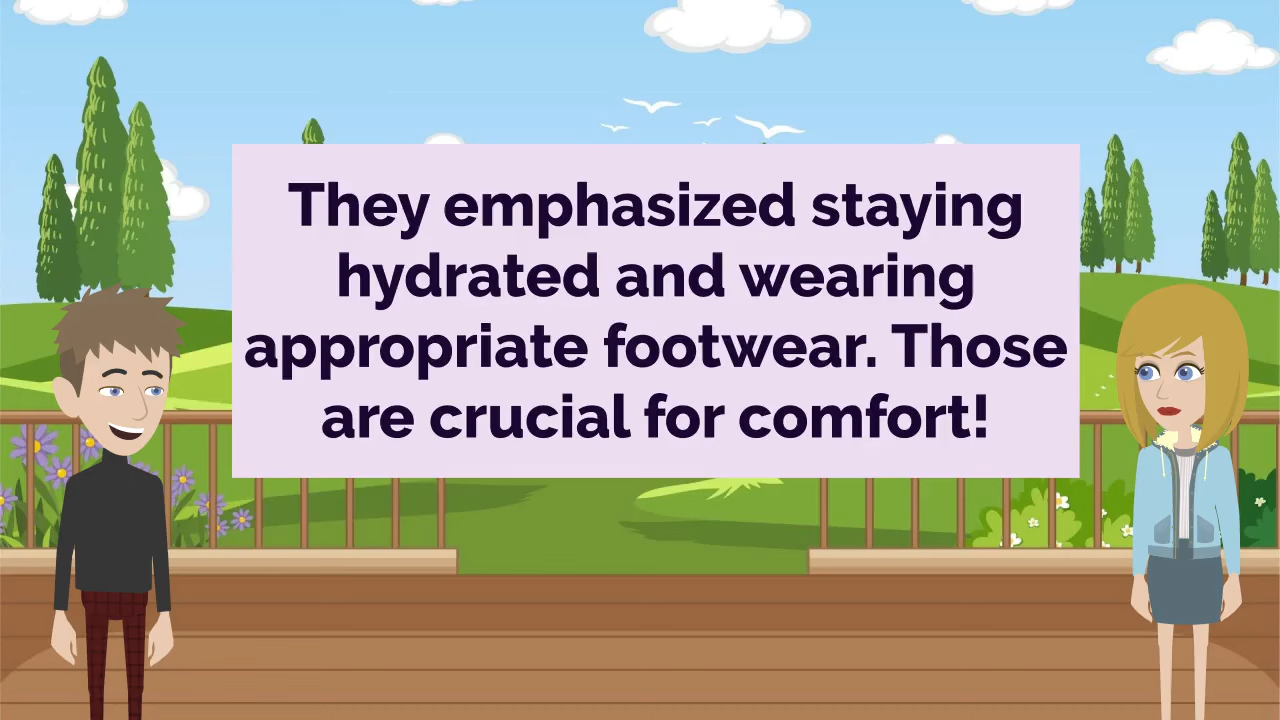 They emphasized staying
hydrated and wearing
appropriate footwear. Those
are crucial for comfort!